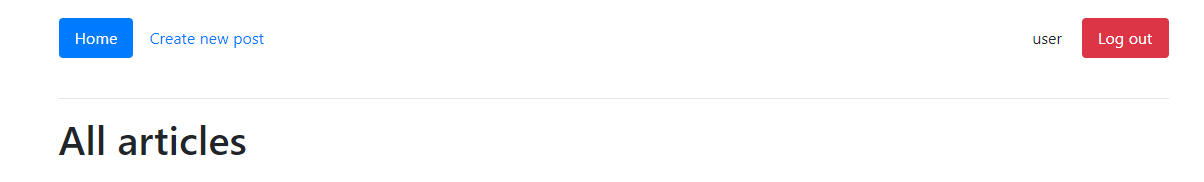 Home Create new post user Log out
All articles